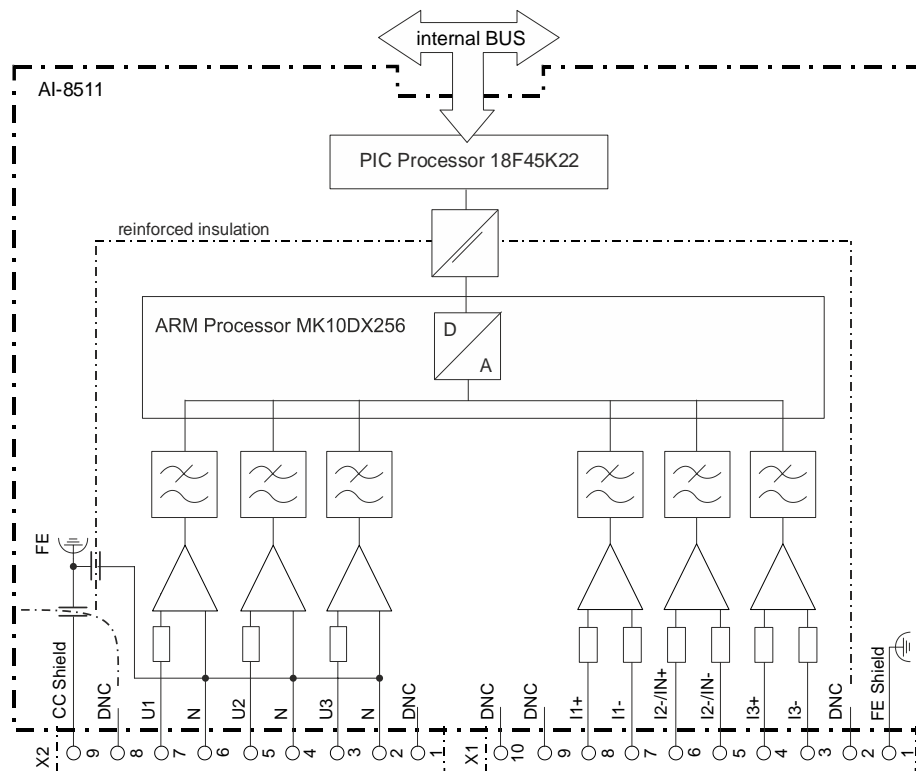 internal BUS
AI-8511
PIC Processor 18F45K22
reinforced insulation
ARM Processor MK10DX256
D
A
FE
CC Shield
DNC
U1
N
U2
N
U3
N
DNC
DNC
DNC
I1+
I1-
I2-/IN+
I2-/IN-
I3+
I3-
DNC
FE Shield
X2
9
8
7
6
5
4
3
2
1
X1
10
9
8
7
6
5
4
3
2
1